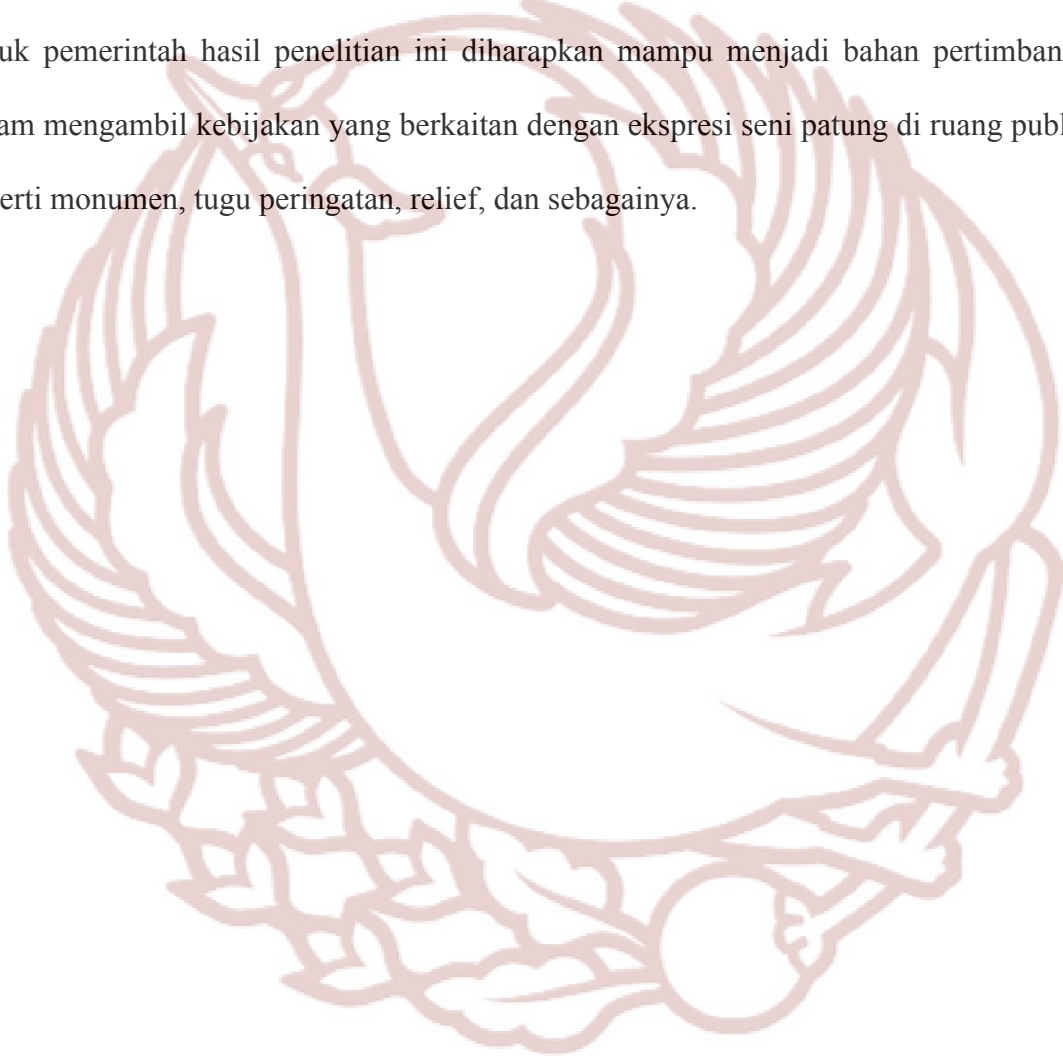 uk pemerintah hasil penelitian ini diharapkan mampu menjadi bahan pertimban
am mengambil kebijakan yang berkaitan dengan ekspresi seni patung di ruang publ
erti monumen, tugu peringatan, relief, dan sebagainya.